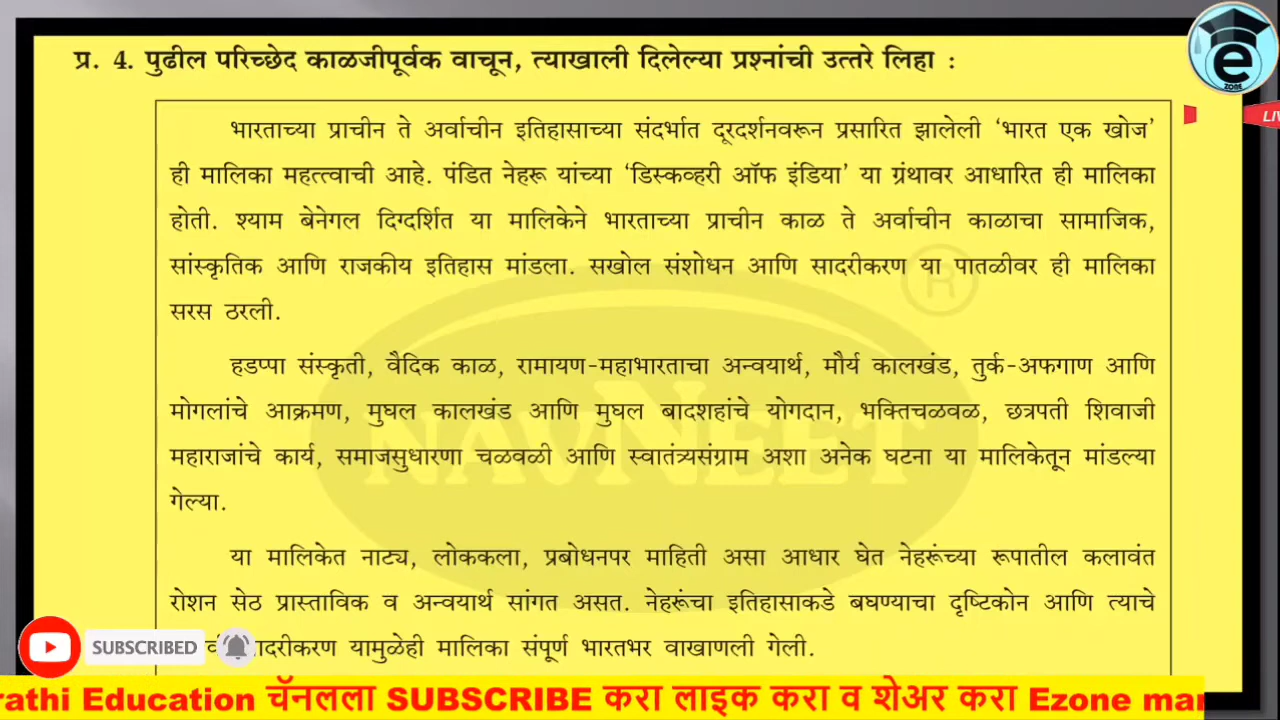 प्र. 4. पुढील परिच्छेद काळजीपूर्वक वाचून, त्याखाली दिलेल्या प्रश्नांची उत्तरे लिहा :
e
ZONE
LIV
भारताच्या प्राचीन ते अर्वाचीन इतिहासाच्या संदर्भात दूरदर्शनवरून प्रसारित झालेली ‘भारत एक खोज’
ही मालिका महत्त्वाची आहे. पंडित नेहरू यांच्या ‘डिस्कव्हरी ऑफ इंडिया’ या ग्रंथावर आधारित ही मालिका
होती. श्याम बेनेगल दिग्दर्शित या मालिकेने भारताच्या प्राचीन काळ ते अर्वाचीन काळाचा सामाजिक,
सांस्कृतिक आणि राजकीय इतिहास मांडला. सखोल संशोधन आणि सादरीकरण या पातळीवर ही मालिका
सरस ठरली.
हडप्पा संस्कृती, वैदिक काळ, रामायण-महाभारताचा अन्वयार्थ, मौर्य कालखंड, तुर्क-अफगाण आणि
मोगलांचे आक्रमण, मुघल कालखंड आणि मुघल बादशहांचे योगदान, भक्तिचळवळ, छत्रपती शिवाजी
महाराजांचे कार्य, समाजसुधारणा चळवळी आणि स्वातंत्र्यसंग्राम अशा अनेक घटना या मालिकेतून मांडल्या
गेल्या.
NAVNEET
R
या मालिकेत नाट्य, लोककला, प्रबोधनपर माहिती असा आधार घेत नेहरूंच्या रूपातील कलावंत
रोशन सेठ प्रास्ताविक व अन्वयार्थ सांगत असत. नेहरूंचा इतिहासाकडे बघण्याचा दृष्टिकोन आणि त्याचे
ादरीकरण यामुळेही मालिका संपूर्ण भारतभर वाखाणली गेली.
SUBSCRIBED
rathi Education चॅनलला SUBSCRIBE करा लाइक करा व शेअर करा Ezone mar